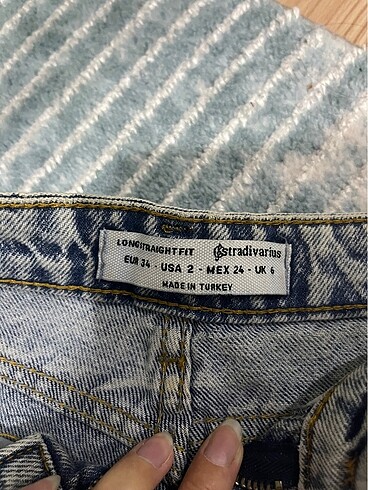 LONG STRAIGHT FIT Stradivarius
EUR 34 - USA 2 - MEX 24 - UK 6
MADE IN TURKEY